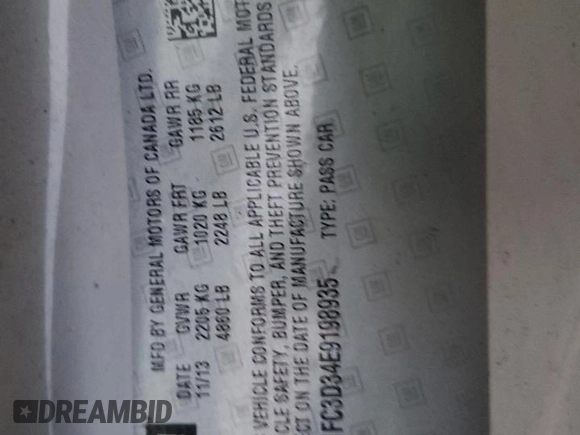 MFD BY GENERAL MOTORS OF CANADA LTD.
DATE GVWR GAWR FRT GAWR RR
11/13 2205 KG 1020 KG 1185 KG
4860 LB 2248 LB 2612 LB
VEHICLE CONFORMS TO ALL APPLICABLE U.S. FEDERAL MOT
CLE SAFETY, BUMPER, AND THEFT PREVENTION STANDARDS
CT ON THE DATE OF MANUFACTURE SHOWN ABOVE.
FC3D34E9198935 TYPE: PASS CAR
DREAMBID